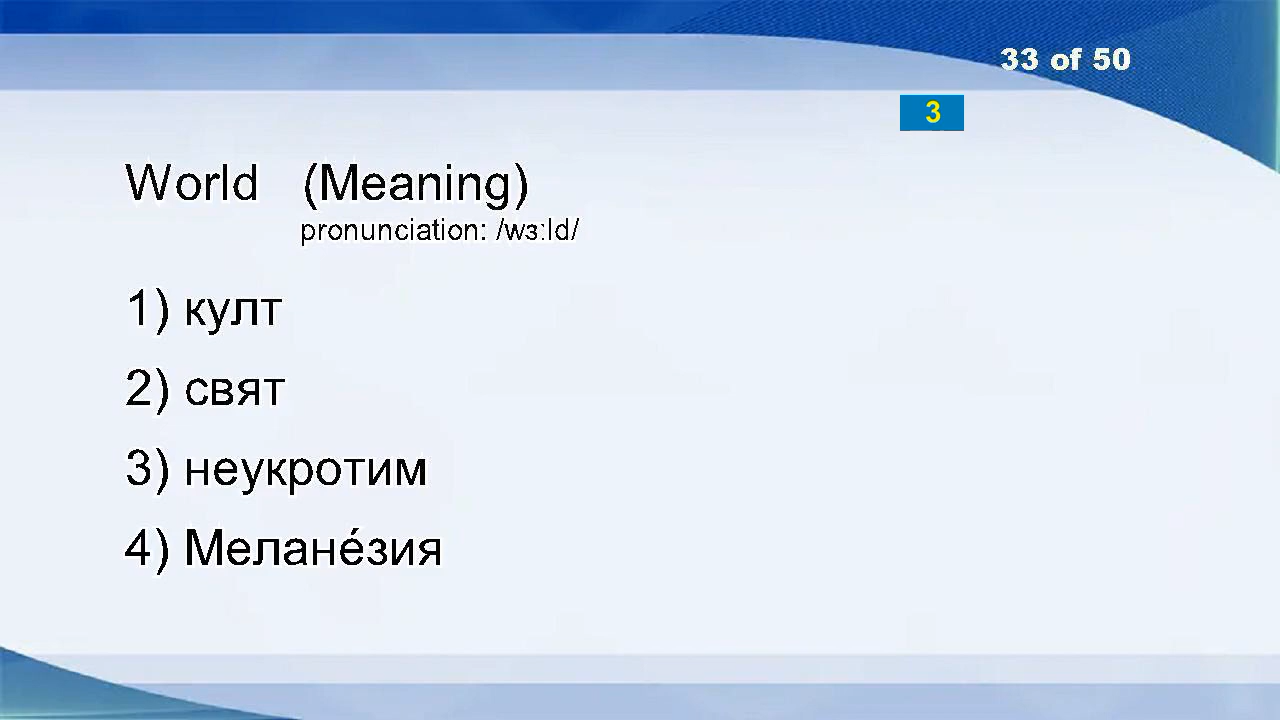 33 of 50
3
World (Meaning)
pronunciation: /wɜːld/
1) култ
2) свят
3) неукротим
4) Мелане́зия